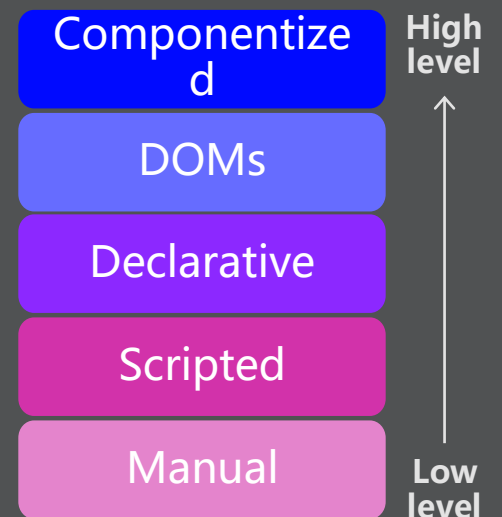 Componentize
d
High
level
DOMs
Declarative
Scripted
Manual
Low
level